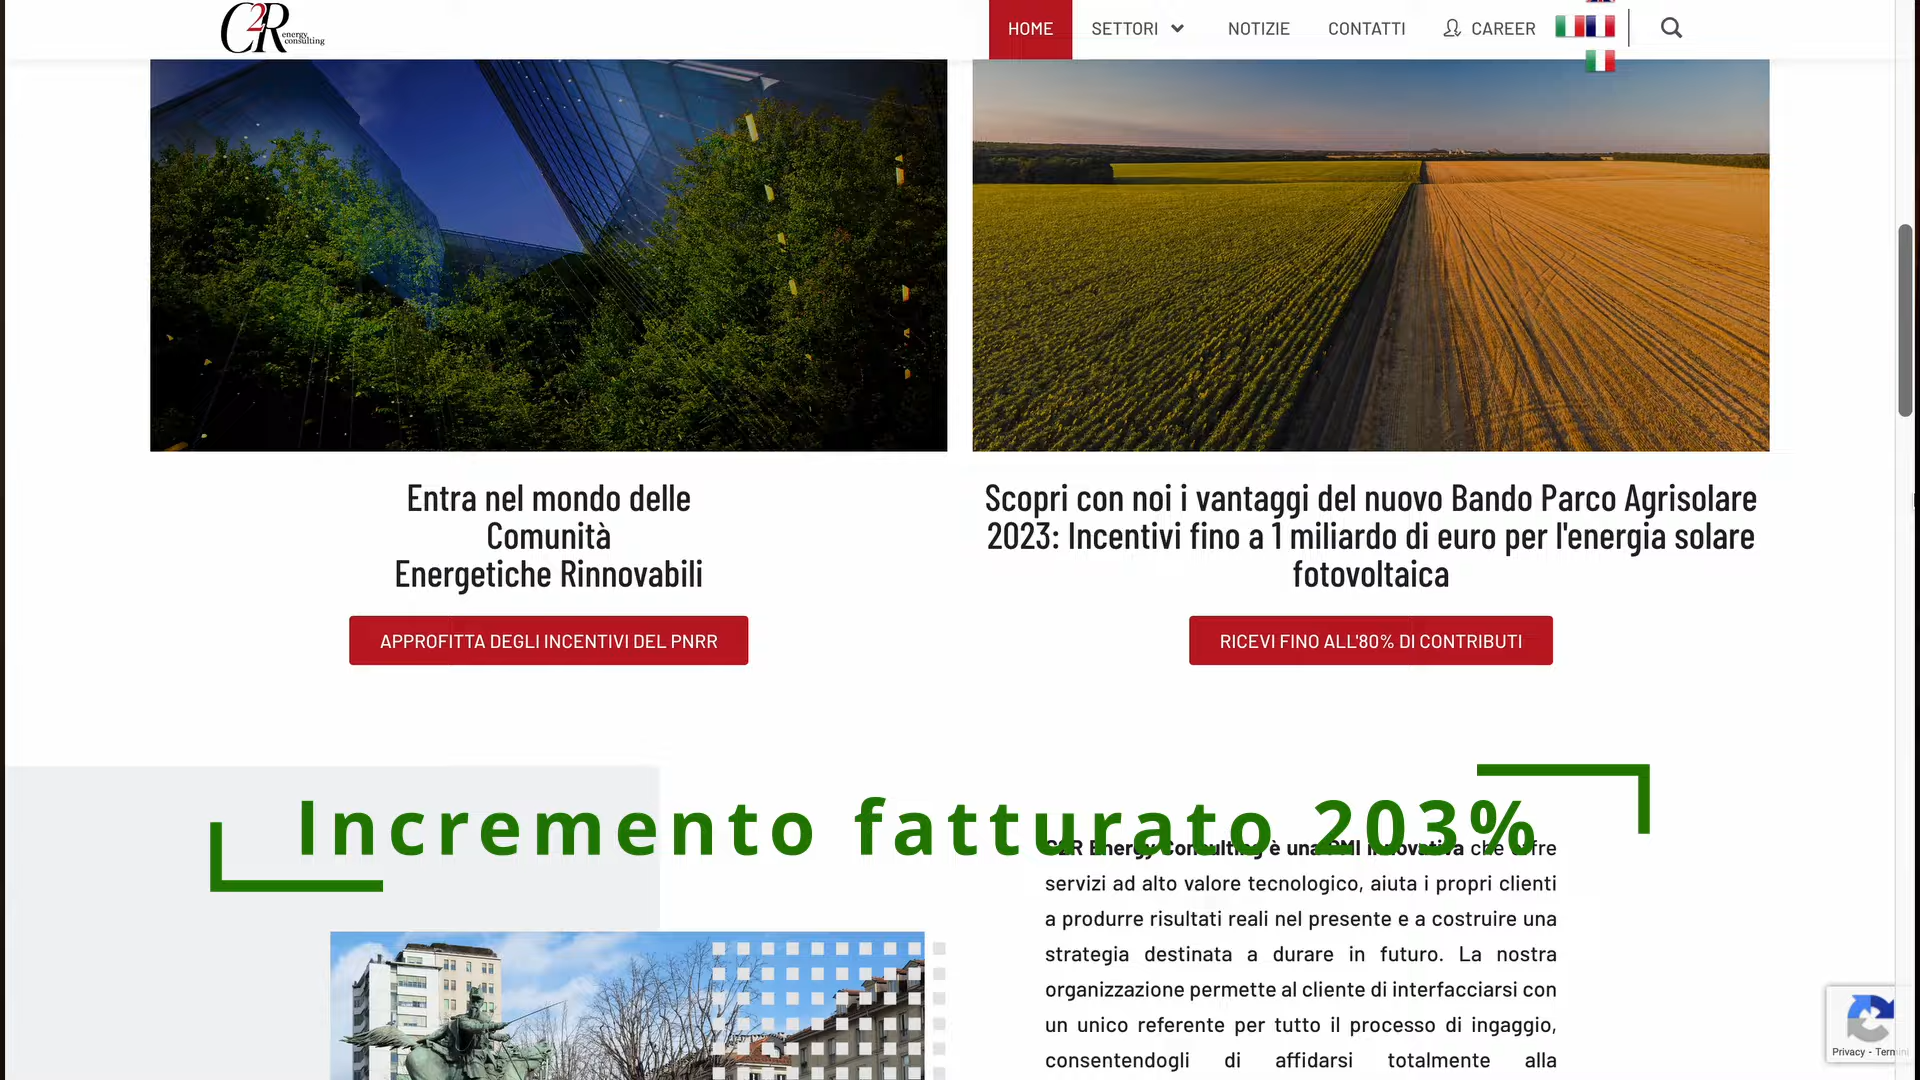 C2R energy consulting
HOME SETTORI NOTIZIE CONTATTI CAREER
Entra nel mondo delle
Comunità
Energetiche Rinnovabili
APPROFITTA DEGLI INCENTIVI DEL PNRR
Scopri con noi i vantaggi del nuovo Bando Parco Agrisolare
2023: Incentivi fino a 1 miliardo di euro per l'energia solare
fotovoltaica
RICEVI FINO ALL'80% DI CONTRIBUTI
Incremento fatturato 203%
C2R Energy Consulting è una PMI innovativa che offre
servizi ad alto valore tecnologico, aiuta i propri clienti
a produrre risultati reali nel presente e a costruire una
strategia destinata a durare in futuro. La nostra
organizzazione permette al cliente di interfacciarsi con
un unico referente per tutto il processo di ingaggio,
consentendogli di affidarsi totalmente alla
Privacy - Termini